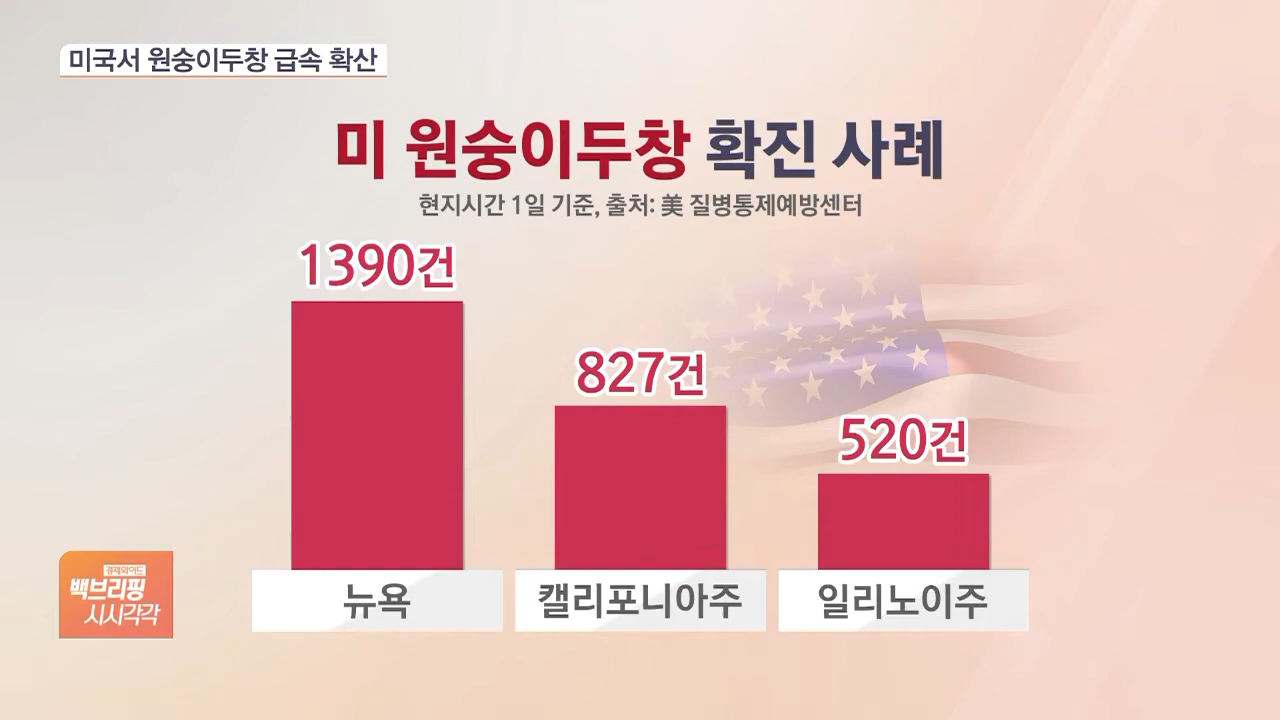 미국서 원숭이두창 급속 확산
미 원숭이두창 확진 사례
현지시간 1일 기준, 출처: 美 질병통제예방센터
1390건
827건
520건
뉴욕
캘리포니아주
일리노이주
경제와이드
백브리핑
시시각각